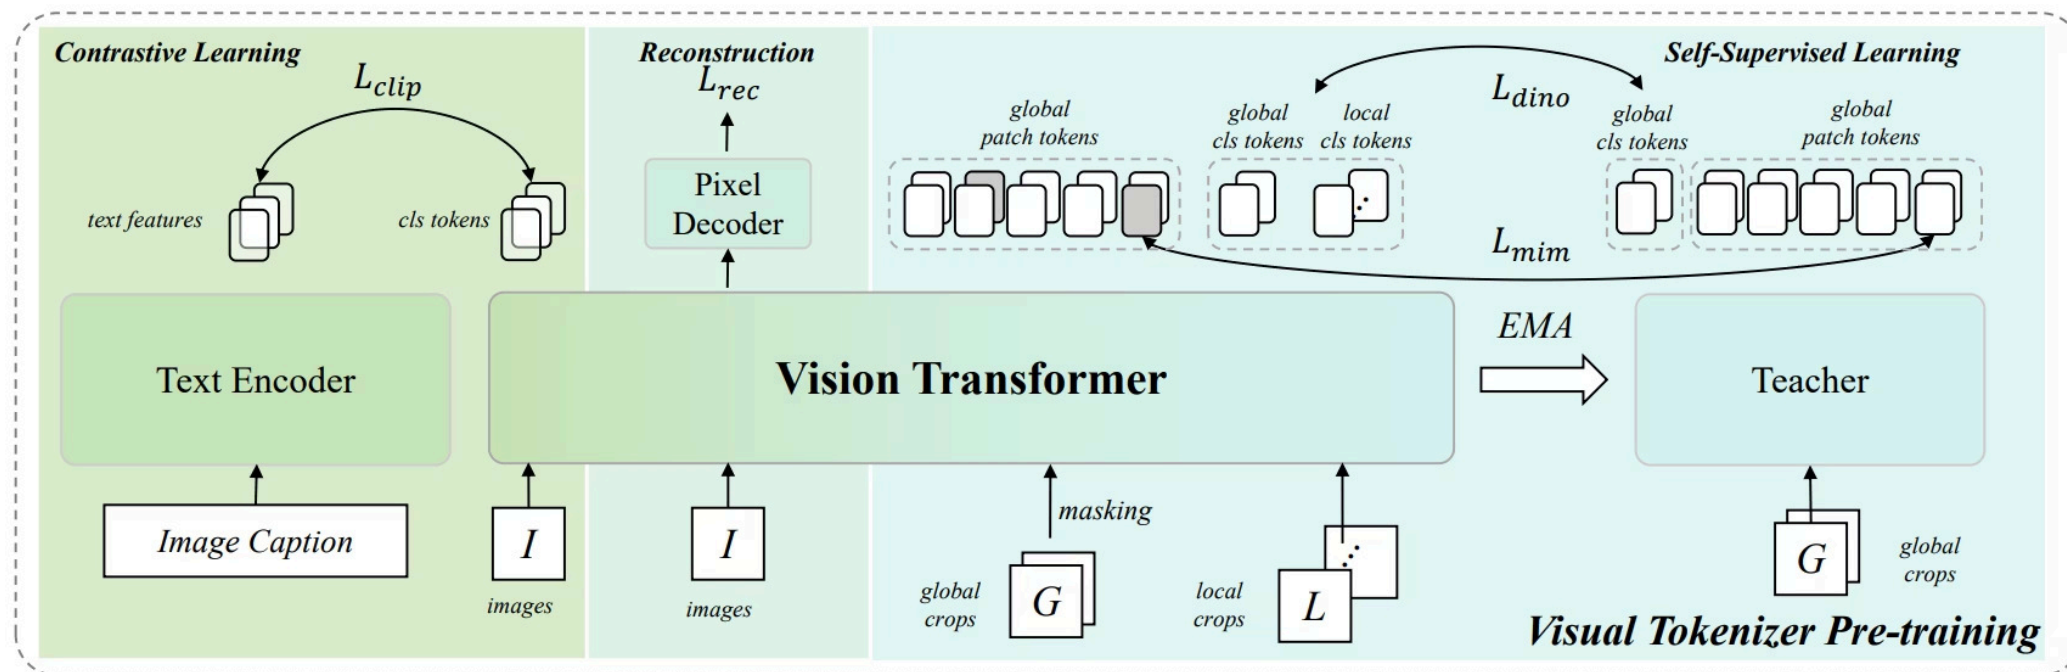 Contrastive Learning
L_clip
text features
cls tokens
Text Encoder
Image Caption
I
images
Reconstruction
L_rec
Pixel
Decoder
Vision Transformer
I
images
Self-Supervised Learning
global
patch tokens
global
cls tokens
local
cls tokens
L_dino
global
cls tokens
global
patch tokens
L_mim
EMA
Teacher
masking
global
crops
G
local
crops
L
G
global
crops
Visual Tokenizer Pre-training